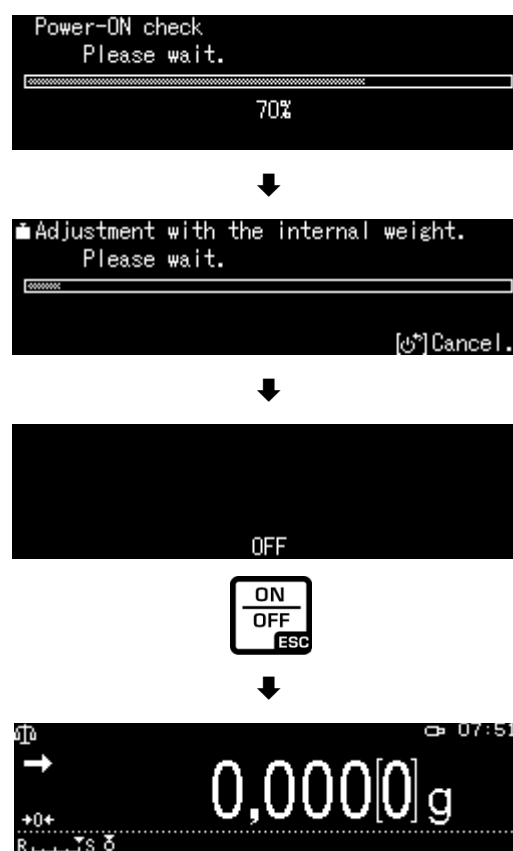 Power-ON check
Please wait.
70%
Adjustment with the internal weight.
Please wait.
[⏻]Cancel.
OFF
ON
OFF
ESC
07:51
0,000[0] g
→0←
R.....S